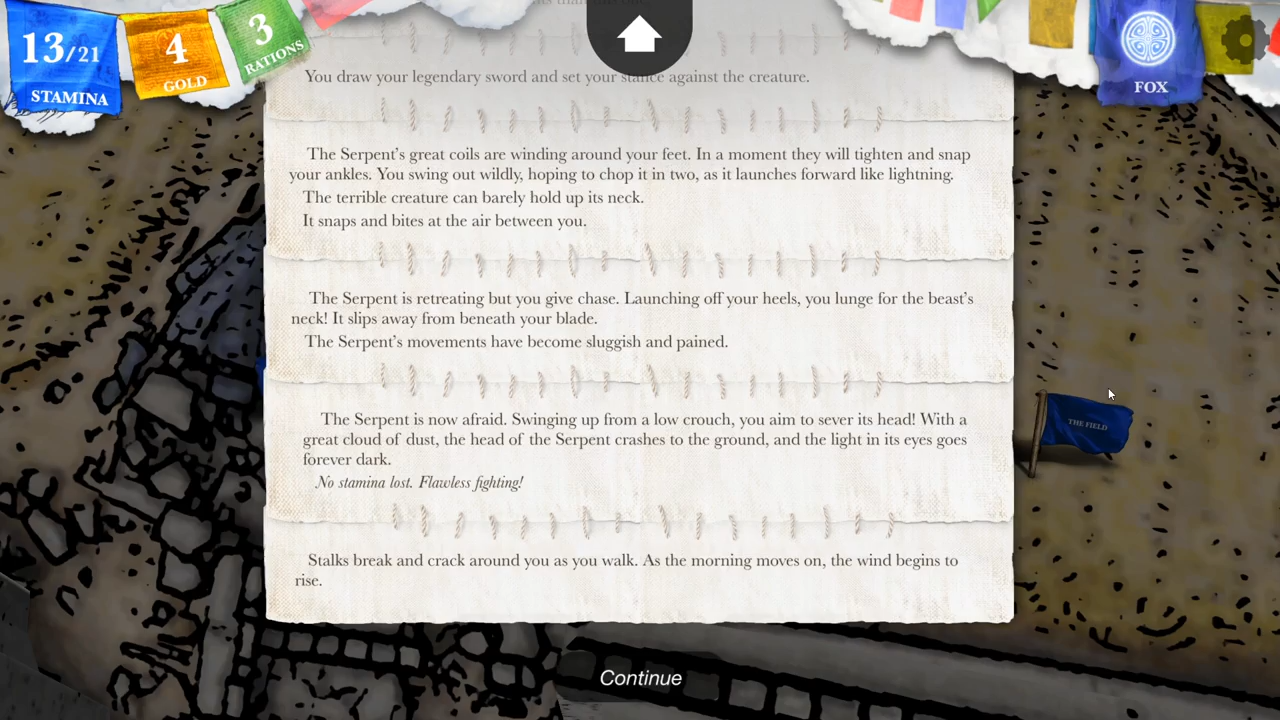 13/21
STAMINA
4
GOLD
3
RATIONS
FOX
You draw your legendary sword and set your stance against the creature.
The Serpent's great coils are winding around your feet. In a moment they will tighten and snap
your ankles. You swing out wildly, hoping to chop it in two, as it launches forward like lightning.
The terrible creature can barely hold up its neck.
It snaps and bites at the air between you.
The Serpent is retreating but you give chase. Launching off your heels, you lunge for the beast's
neck! It slips away from beneath your blade.
The Serpent's movements have become sluggish and pained.
The Serpent is now afraid. Swinging up from a low crouch, you aim to sever its head! With a
great cloud of dust, the head of the Serpent crashes to the ground, and the light in its eyes goes
forever dark.
No stamina lost. Flawless fighting!
THE FIELD
Stalks break and crack around you as you walk. As the morning moves on, the wind begins to
rise.
Continue